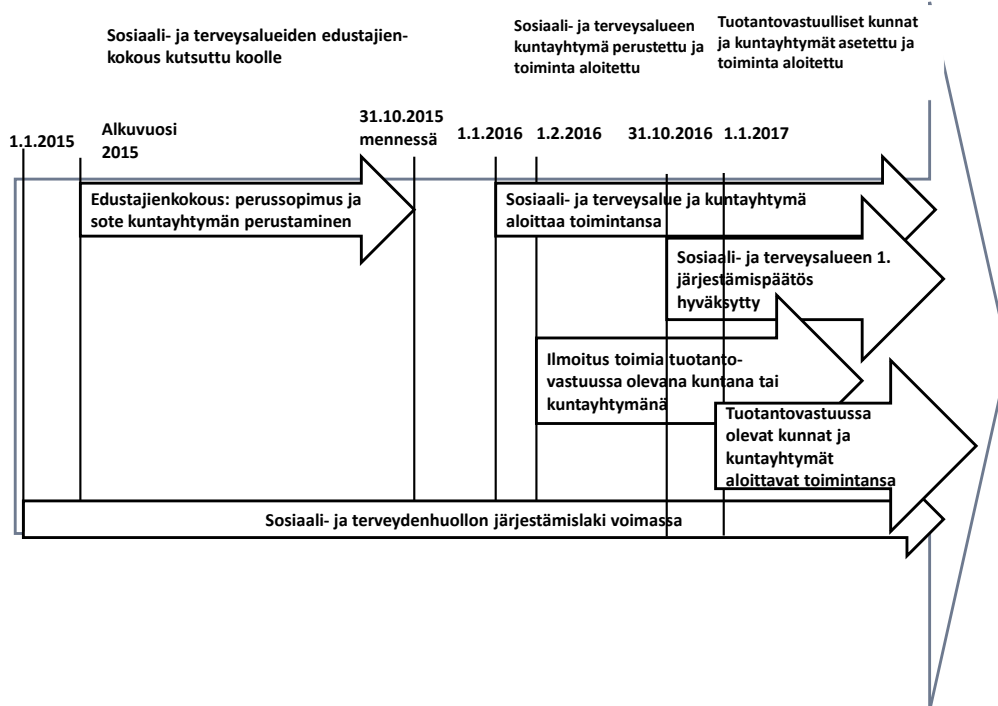 Sosiaali- ja terveysalueiden edustajien-
kokous kutsuttu koolle
Sosiaali- ja terveysalueen
kuntayhtymä perustettu ja
toiminta aloitettu
Tuotantovastuulliset kunnat
ja kuntayhtymät asetettu ja
toiminta aloitettu
1.1.2015
Alkuvuosi
2015
31.10.2015
mennessä
1.1.2016
1.2.2016
31.10.2016
1.1.2017
Edustajienkokous: perussopimus ja
sote kuntayhtymän perustaminen
Sosiaali- ja terveysalue ja kuntayhtymä
aloittaa toimintansa
Sosiaali- ja terveysalueen 1.
järjestämispäätös
hyväksytty
Ilmoitus toimia tuotanto-
vastuussa olevana kuntana tai
kuntayhtymänä
Tuotantovastuussa
olevat kunnat ja
kuntayhtymät
aloittavat toimintansa
Sosiaali- ja terveydenhuollon järjestämislaki voimassa